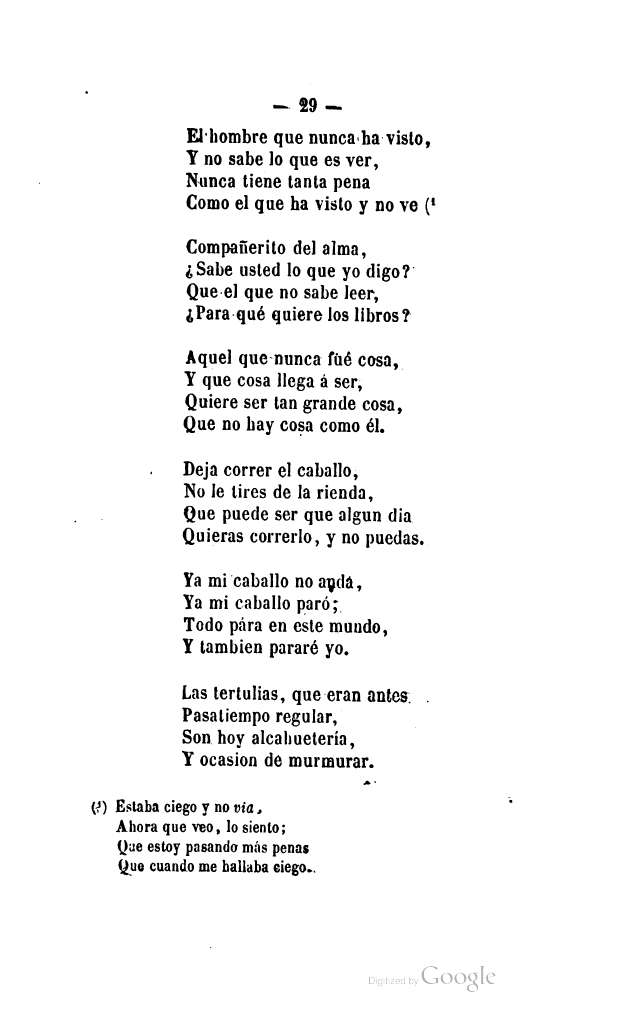 — 29 —
El hombre que nunca ha visto,
Y no sabe lo que es ver,
Nunca tiene tanta pena
Como el que ha visto y no ve (¹
Compañerito del alma,
¿Sabe usted lo que yo digo?
Que el que no sabe leer,
¿Para qué quiere los libros?
Aquel que nunca fué cosa,
Y que cosa llega á ser,
Quiere ser tan grande cosa,
Que no hay cosa como él.
Deja correr el caballo,
No le tires de la rienda,
Que puede ser que algun dia
Quieras correrlo, y no puedas.
Ya mi caballo no anda,
Ya mi caballo paró;
Todo pára en este mundo,
Y tambien pararé yo.
Las tertulias, que eran antes
Pasatiempo regular,
Son hoy alcahuetería,
Y ocasion de murmurar.
(¹) Estaba ciego y no via,
Ahora que veo, lo siento;
Que estoy pasando más penas
Que cuando me hallaba ciego.
Digitized by Google